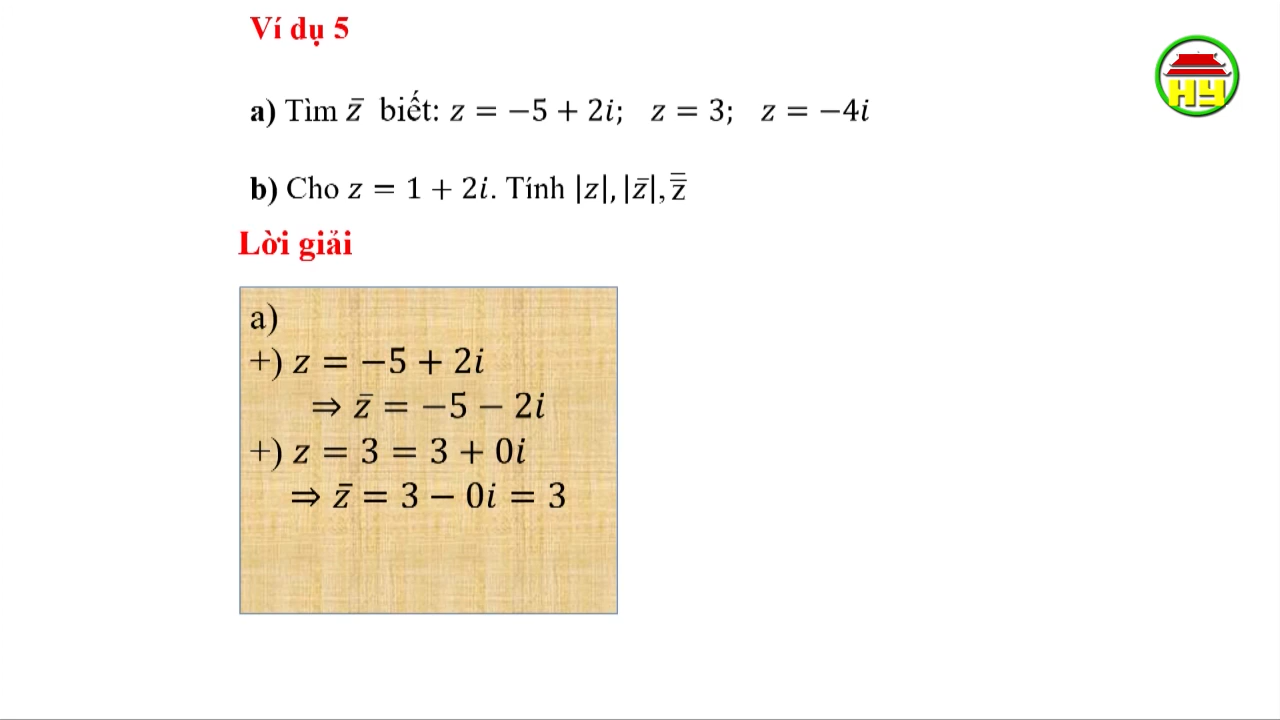 Ví dụ 5
HY
a) Tìm z̄ biết: z = −5 + 2i; z = 3; z = −4i
b) Cho z = 1 + 2i. Tính |z|, |z̄|, z̿
Lời giải
a)
+) z = −5 + 2i
⇒ z̄ = −5 − 2i
+) z = 3 = 3 + 0i
⇒ z̄ = 3 − 0i = 3